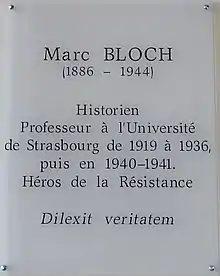 Marc BLOCH
(1886 - 1944)
Historien
Professeur à l'Université
de Strasbourg de 1919 à 1936,
puis en 1940-1941.
Héros de la Résistance
Dilexit veritatem